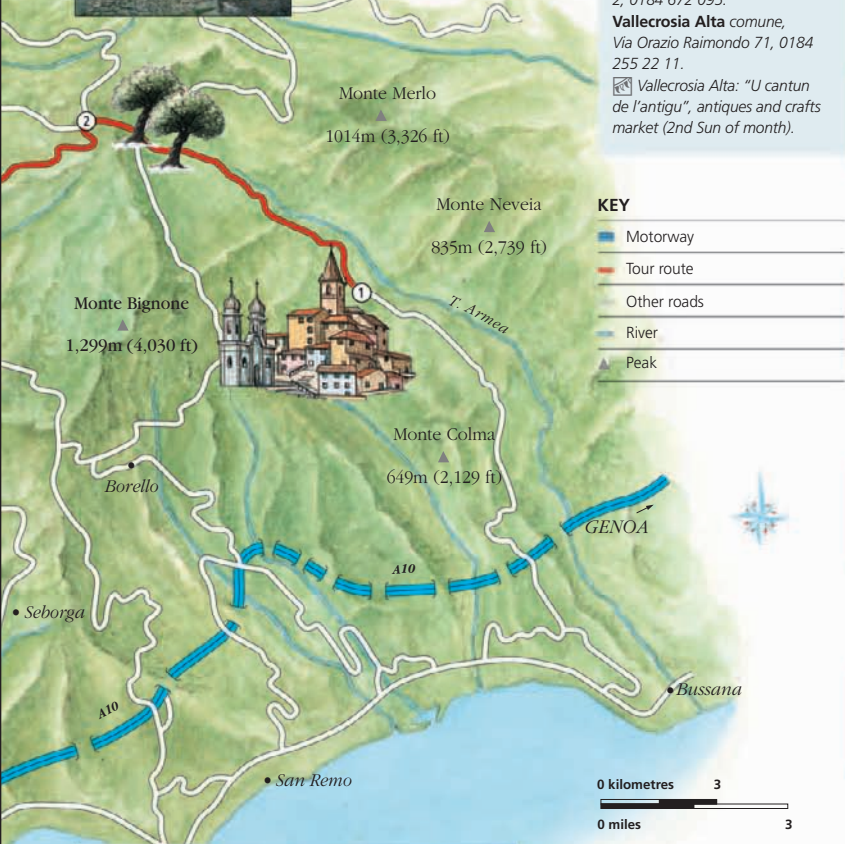 2, 0184 672 095.
Vallecrosia Alta comune,
Via Orazio Raimondo 71, 0184
255 22 11.
Vallecrosia Alta: "U cantun
de l'antigu", antiques and crafts
market (2nd Sun of month).
Monte Merlo
1014m (3,326 ft)
2
Monte Neveia
835m (2,739 ft)
KEY
Motorway
Tour route
Other roads
River
Peak
1
T. Armea
Monte Bignone
1,299m (4,030 ft)
Monte Colma
649m (2,129 ft)
Borello
GENOA
A10
Seborga
Bussana
A10
San Remo
0 kilometres 3
0 miles 3